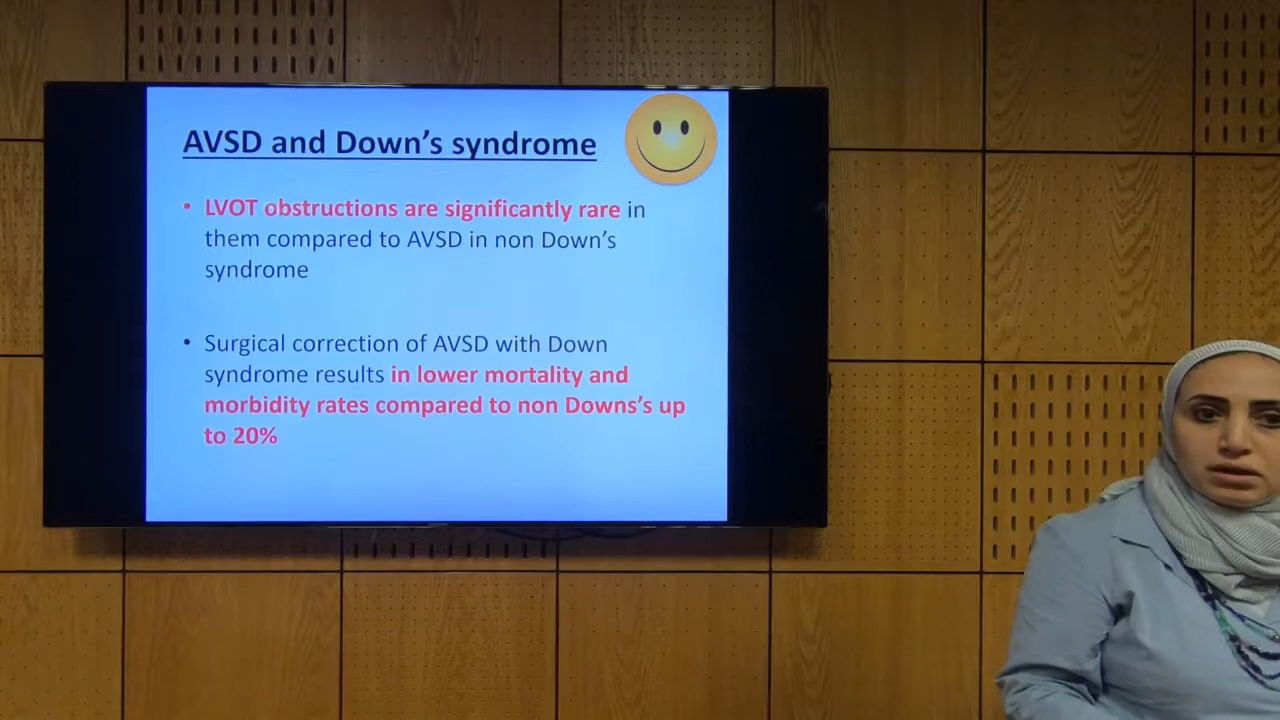 AVSD and Down's syndrome
• LVOT obstructions are significantly rare in
them compared to AVSD in non Down's
syndrome
• Surgical correction of AVSD with Down
syndrome results in lower mortality and
morbidity rates compared to non Downs's up
to 20%